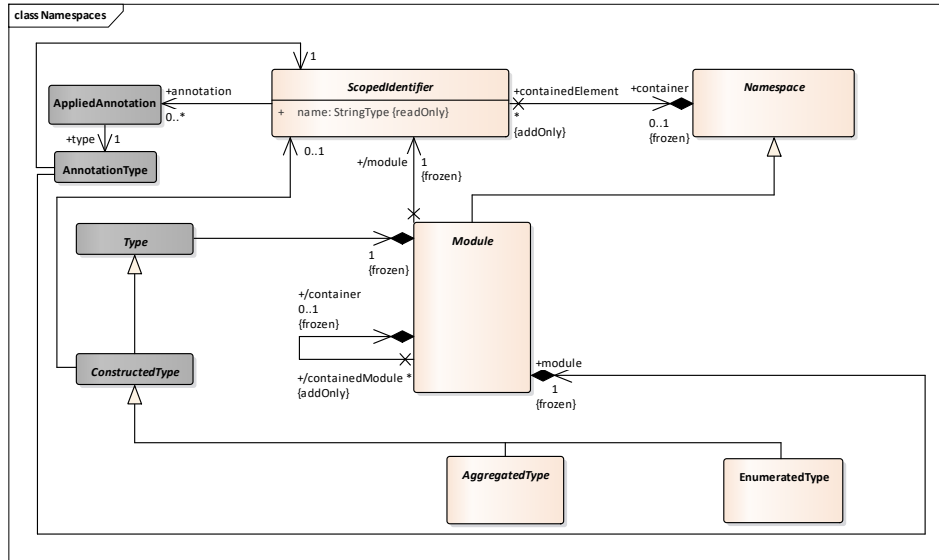 class Namespaces
1
ScopedIdentifier
+ name: StringType {readOnly}
AppliedAnnotation
+annotation
0..*
+type
1
AnnotationType
+containedElement
*
{addOnly}
+container
0..1
{frozen}
Namespace
0..1
+/module
1
{frozen}
Type
1
{frozen}
Module
+/container
0..1
{frozen}
+/containedModule *
{addOnly}
ConstructedType
+module
1
{frozen}
AggregatedType
EnumeratedType